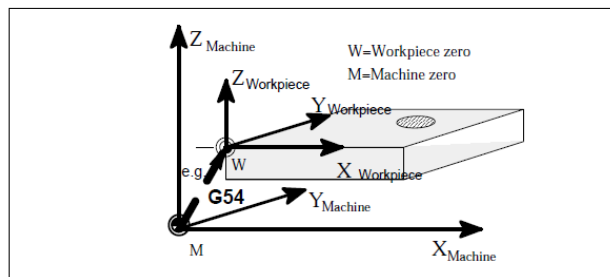 Z Machine
W=Workpiece zero
M=Machine zero
Z Workpiece
Y Workpiece
W
X Workpiece
e.g.
G54
Y Machine
M
X Machine